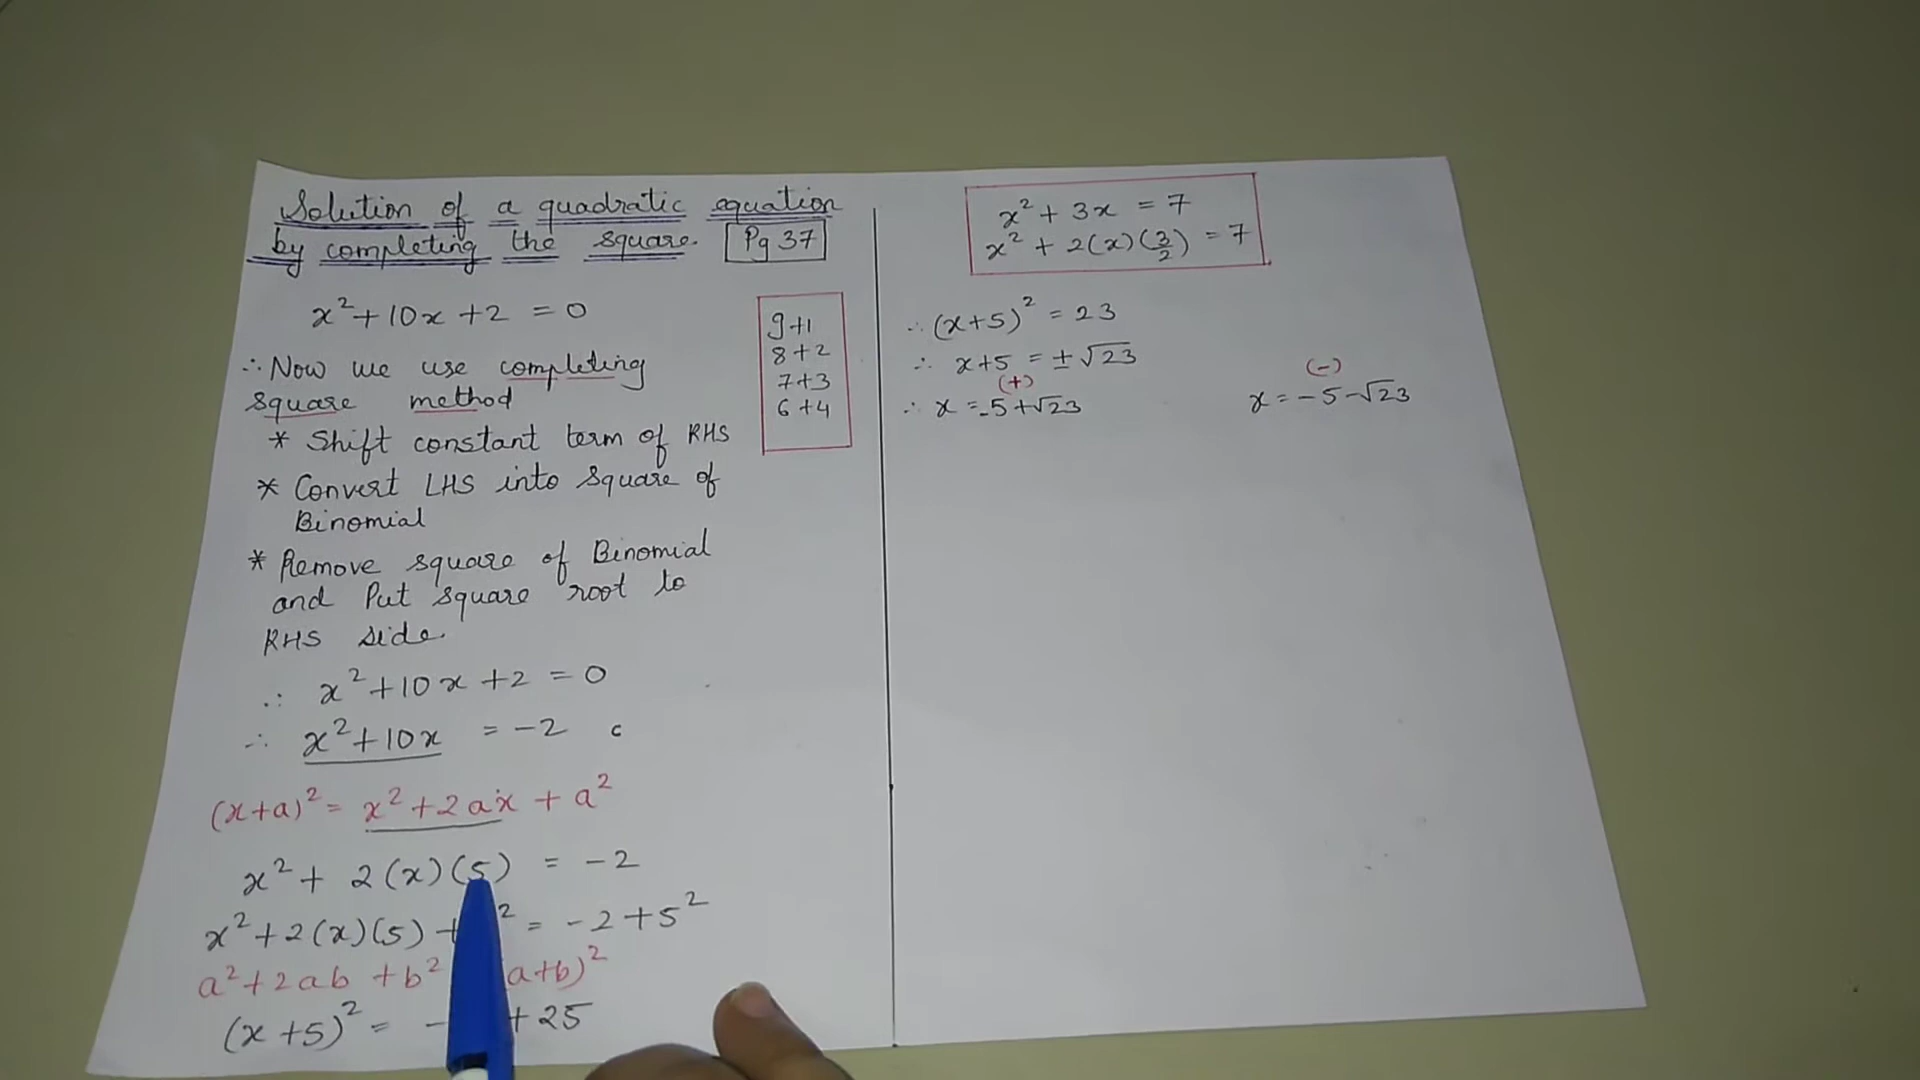 Solution of a quadratic equation
by completing the square. Pg 37
x²+10x+2 = 0
∴ Now we use completing
square method
* Shift constant term of RHS
* Convert LHS into square of
Binomial
* Remove square of Binomial
and Put square root to
RHS side.
∴ x²+10x+2 = 0
∴ x²+10x = -2
(x+a)² = x²+2ax + a²
x² + 2(x)(5) = -2
x²+2(x)(5) + ² = -2+5²
a²+2ab +b² a+b)²
(x+5)² = - +25
9+1
8+2
7+3
6+4
x²+ 3x = 7
x² + 2(x)(3/2) = 7
∴ (x+5)² = 23
∴ x+5 = ±√23
(+)
∴ x = -5+√23
(-)
x = -5-√23